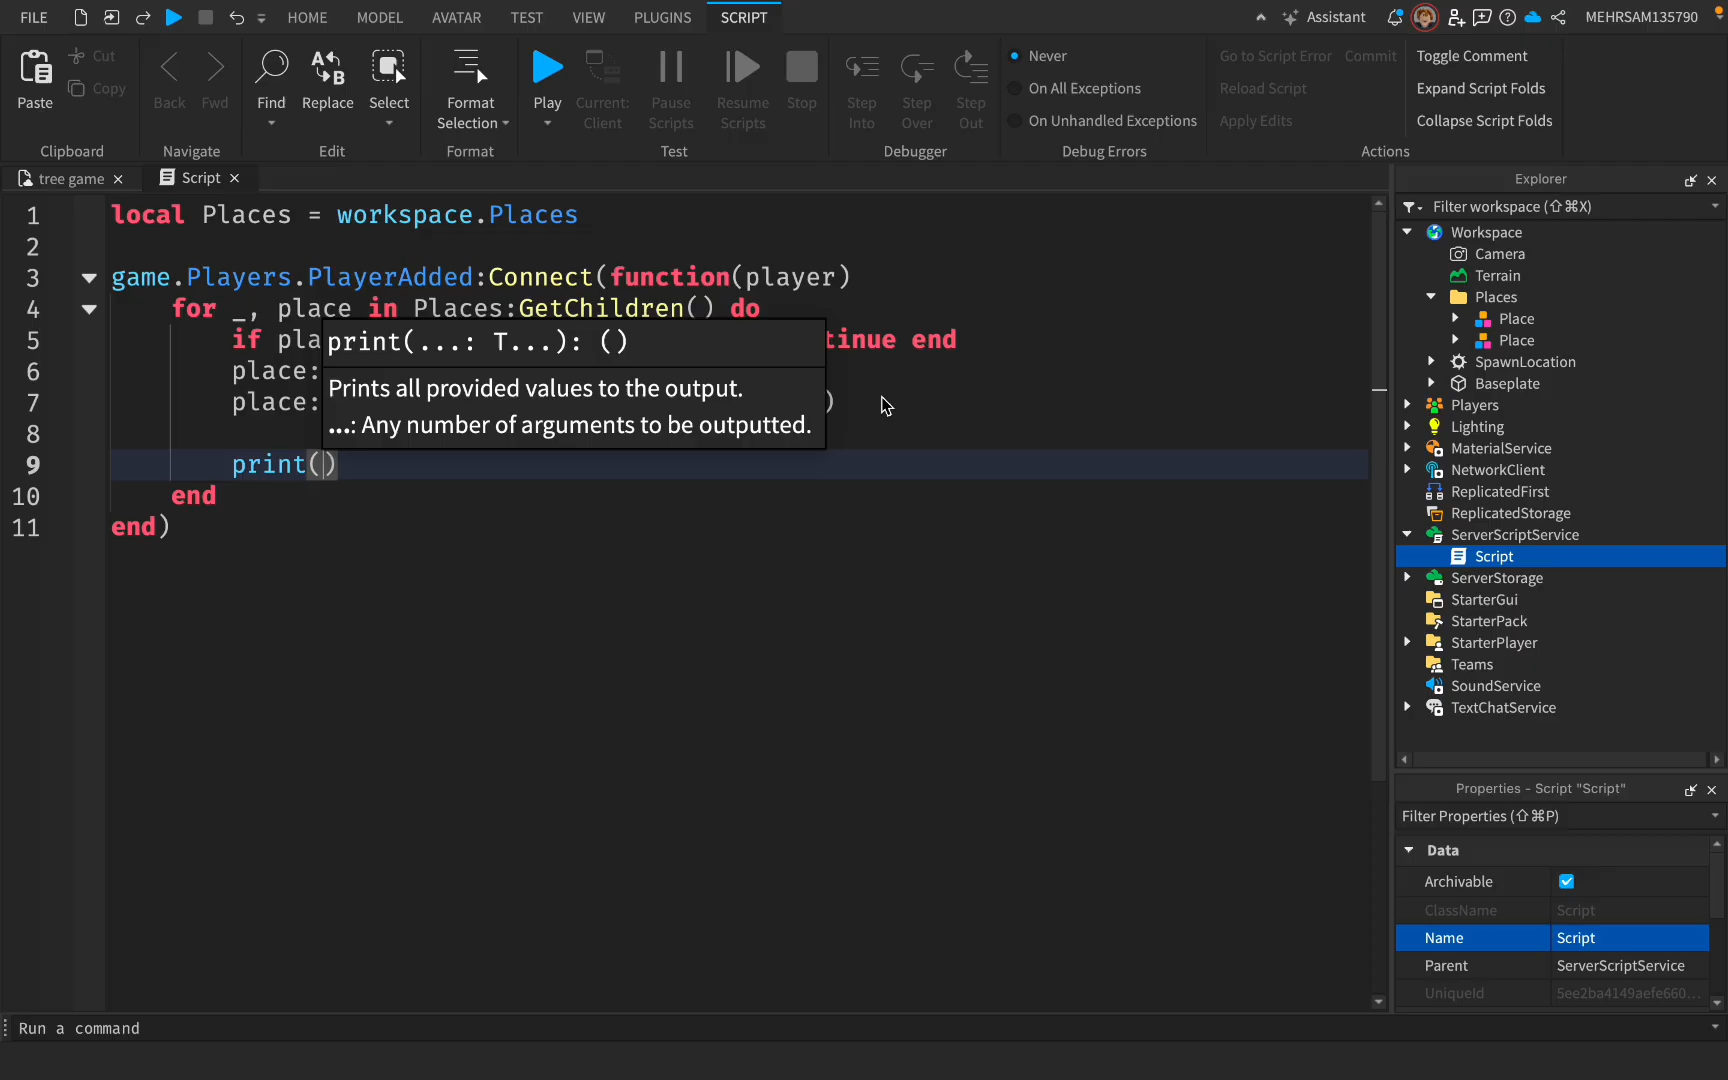 FILE HOME MODEL AVATAR TEST VIEW PLUGINS SCRIPT Assistant MEHRSAM135790
Paste Cut Copy
Clipboard
Back Fwd
Navigate
Find Replace Select
Edit
Format Selection
Format
Play Current: Client Pause Scripts Resume Scripts Stop
Test
Step Into Step Over Step Out
Debugger
Never
On All Exceptions
On Unhandled Exceptions
Debug Errors
Go to Script Error Commit Toggle Comment
Reload Script Expand Script Folds
Apply Edits Collapse Script Folds
Actions
tree game Script
1 local Places = workspace.Places
2
3 game.Players.PlayerAdded:Connect(function(player)
4 for _, place in Places:GetChildren() do
5 if pla tinue end
6 place:
7 place: )
8
9 print()
10 end
11 end)
print(...: T...): ()
Prints all provided values to the output.
...: Any number of arguments to be outputted.
Explorer
Filter workspace (⇧⌘X)
Workspace
Camera
Terrain
Places
Place
Place
SpawnLocation
Baseplate
Players
Lighting
MaterialService
NetworkClient
ReplicatedFirst
ReplicatedStorage
ServerScriptService
Script
ServerStorage
StarterGui
StarterPack
StarterPlayer
Teams
SoundService
TextChatService
Properties - Script "Script"
Filter Properties (⇧⌘P)
Data
Archivable
ClassName Script
Name Script
Parent ServerScriptService
UniqueId 5ee2ba4149aefe660...
Run a command